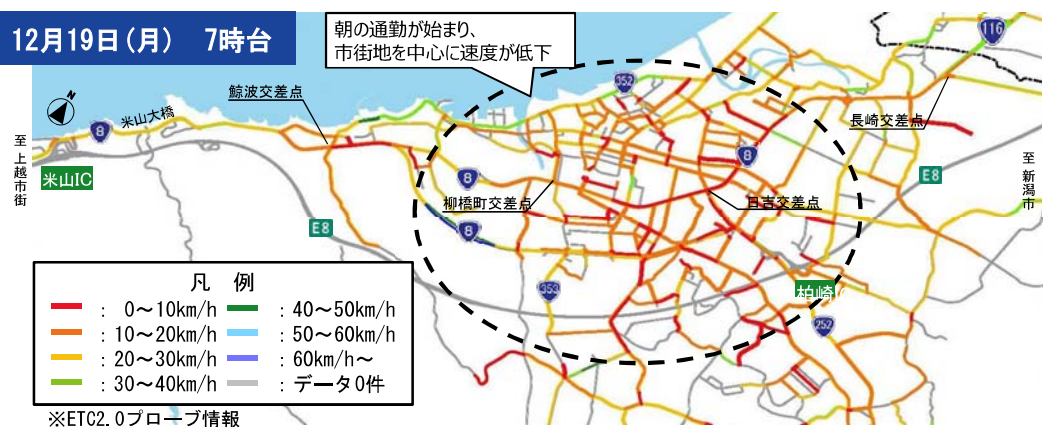 12月19日(月) 7時台
朝の通勤が始まり、
市街地を中心に速度が低下
116
352
N
鯨波交差点
米山大橋
8
長崎交差点
至 上越市街
米山IC
8
8
E8
至 新潟市
柳橋町交差点
日吉交差点
8
E8
353
柏崎IC
252
凡 例
: 0～10km/h
: 40～50km/h
: 10～20km/h
: 50～60km/h
: 20～30km/h
: 60km/h～
: 30～40km/h
: データ0件
※ETC2.0プローブ情報